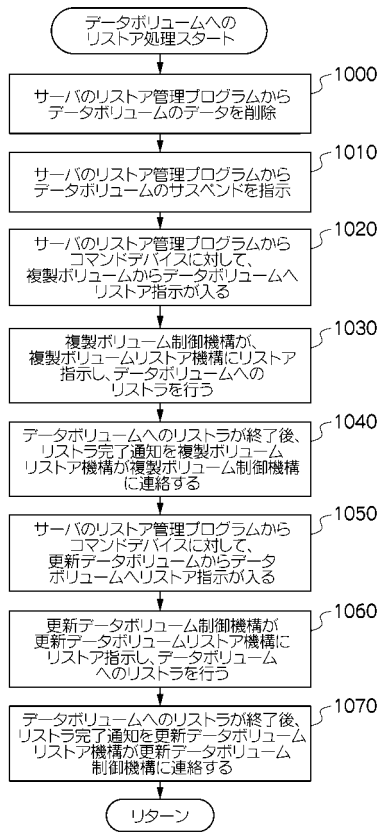 データボリュームへの
リストア処理スタート
1000
サーバのリストア管理プログラムから
データボリュームのデータを削除
1010
サーバのリストア管理プログラムから
データボリュームのサスペンドを指示
1020
サーバのリストア管理プログラムから
コマンドデバイスに対して、
複製ボリュームからデータボリュームへ
リストア指示が入る
1030
複製ボリューム制御機構が、
複製ボリュームリストア機構にリストア
指示し、データボリュームへの
リストラを行う
1040
データボリュームへのリストラが終了後、
リストラ完了通知を複製ボリューム
リストア機構が複製ボリューム制御機構
に連絡する
1050
サーバのリストア管理プログラムから
コマンドデバイスに対して、
更新データボリュームからデータ
ボリュームへリストア指示が入る
1060
更新データボリューム制御機構が
更新データボリュームリストア機構に
リストア指示し、データボリューム
へのリストラを行う
1070
データボリュームへのリストラが終了後、
リストラ完了通知を更新データボリューム
リストア機構が更新データボリューム
制御機構に連絡する
リターン